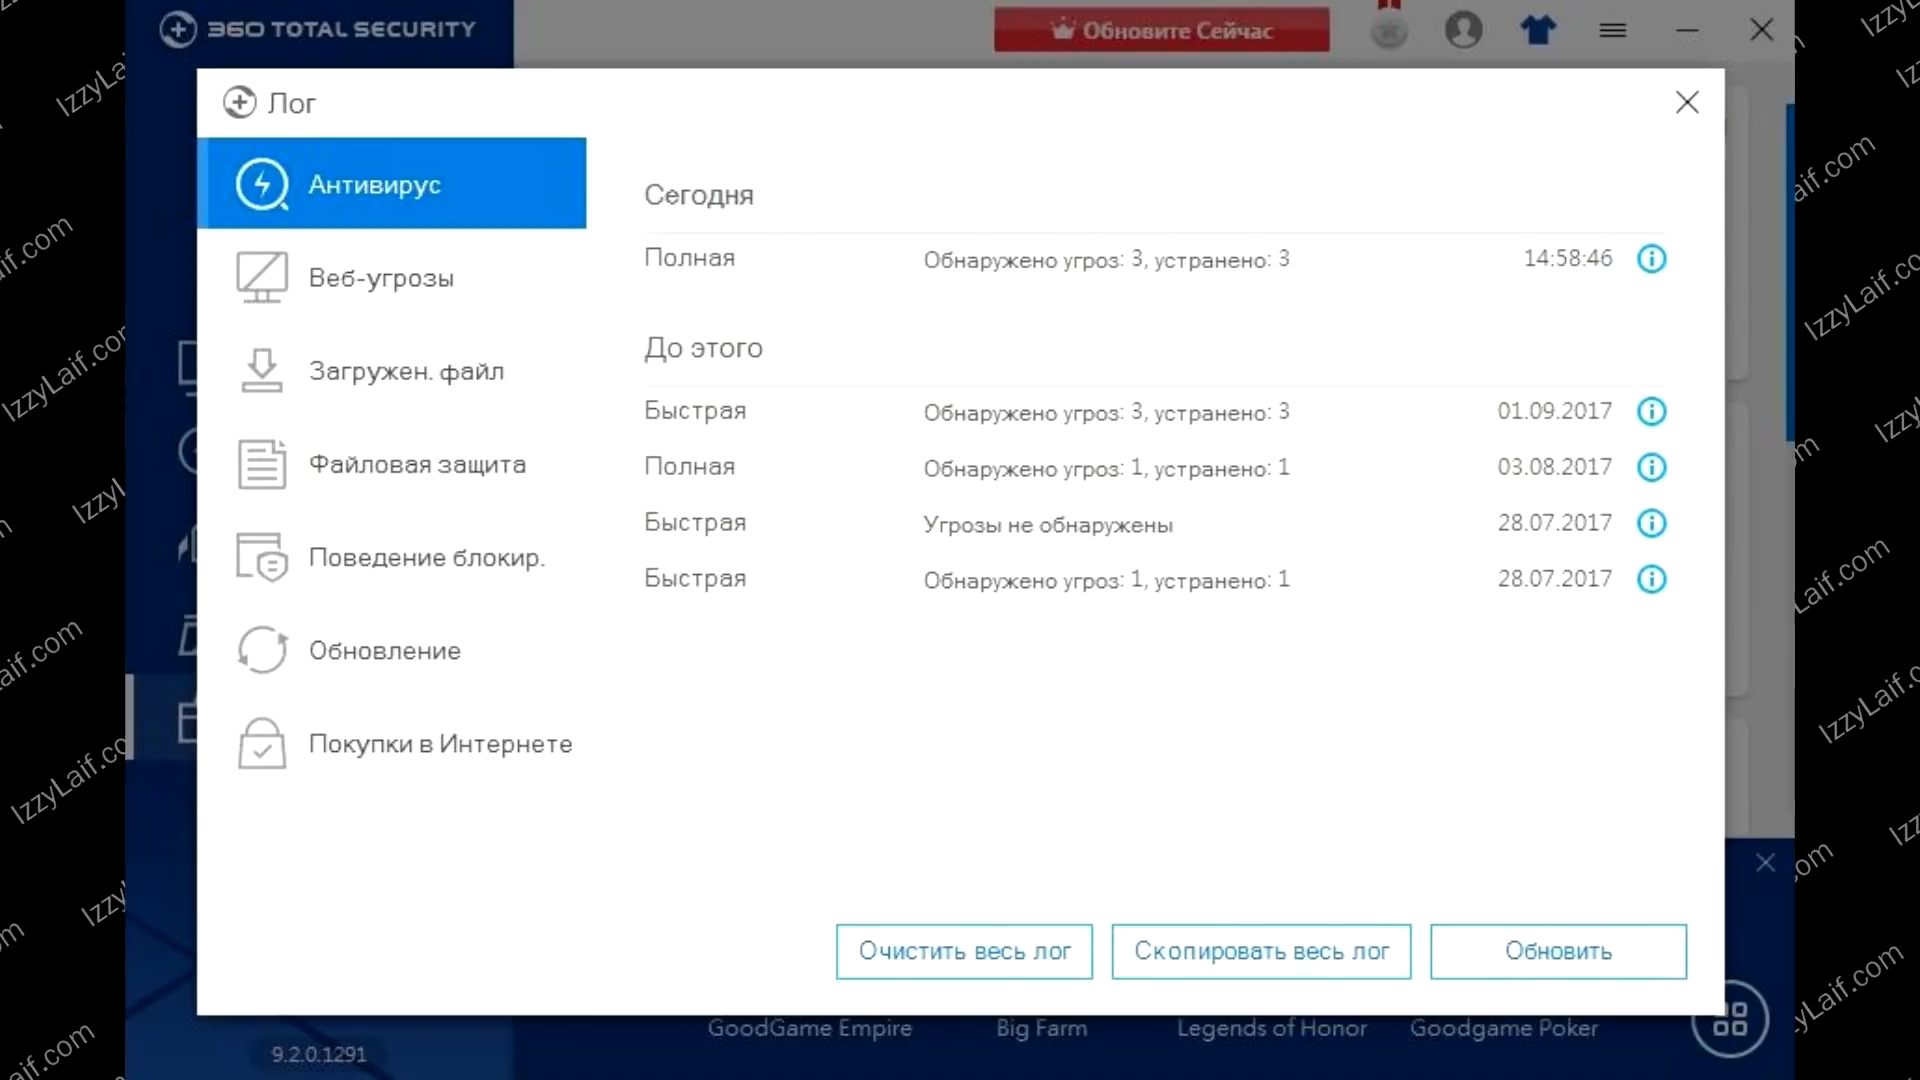 360 TOTAL SECURITY
Обновите Сейчас
Лог
Антивирус
Веб-угрозы
Загружен. файл
Файловая защита
Поведение блокир.
Обновление
Покупки в Интернете
Сегодня
Полная Обнаружено угроз: 3, устранено: 3 14:58:46
До этого
Быстрая Обнаружено угроз: 3, устранено: 3 01.09.2017
Полная Обнаружено угроз: 1, устранено: 1 03.08.2017
Быстрая Угрозы не обнаружены 28.07.2017
Быстрая Обнаружено угроз: 1, устранено: 1 28.07.2017
Очистить весь лог Скопировать весь лог Обновить
GoodGame Empire Big Farm Legends of Honor Goodgame Poker
9.2.0.1291
IzzyLaif.com